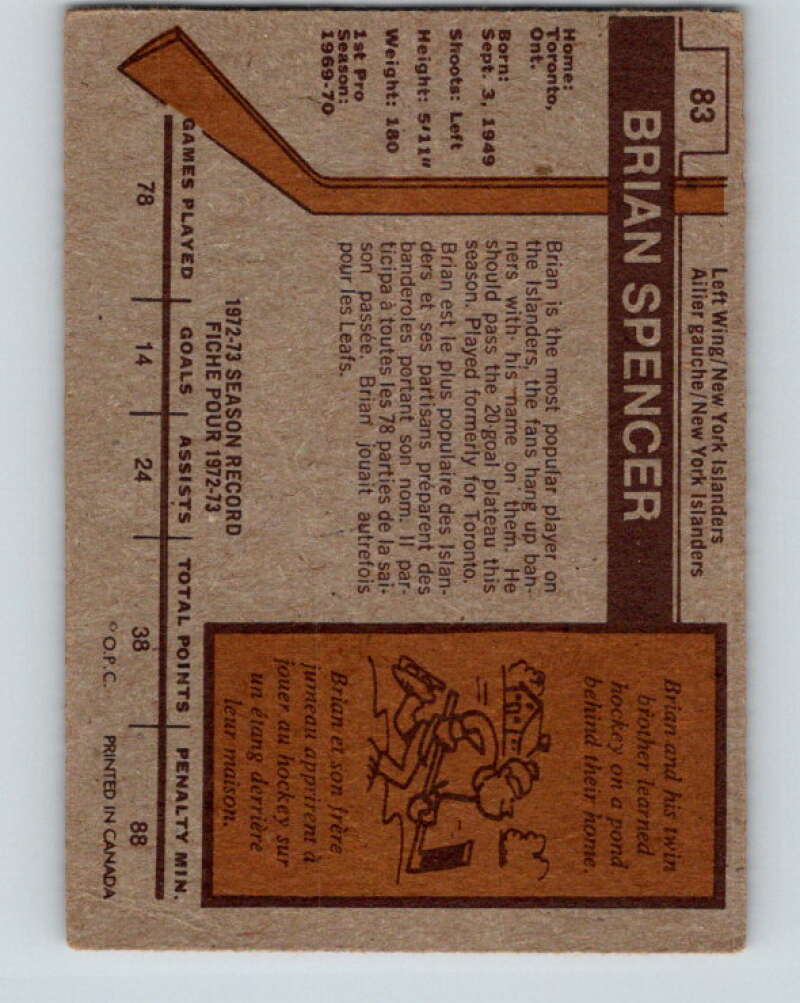 83
Left Wing/New York Islanders
Ailier gauche/New York Islanders
BRIAN SPENCER
Home:
Toronto,
Ont.
Born:
Sept. 3, 1949
Shoots: Left
Height: 5'11"
Weight: 180
1st Pro
Season:
1969-70
Brian is the most popular player on
the Islanders, the fans hang up ban-
ners with his name on them. He
should pass the 20-goal plateau this
season. Played formerly for Toronto.
Brian est le plus populaire des Islan-
ders et ses partisans préparent des
banderoles portant son nom. Il par-
ticipa à toutes les 78 parties de la sai-
son passée. Brian jouait autrefois
pour les Leafs.
Brian and his twin
brother learned
hockey on a pond
behind their home.
Brian et son frère
jumeau apprirent à
jouer au hockey sur
un étang derrière
leur maison.
1972-73 SEASON RECORD
FICHE POUR 1972-73
GAMES PLAYED GOALS ASSISTS TOTAL POINTS PENALTY MIN.
78 14 24 38 88
©O.P.C. PRINTED IN CANADA